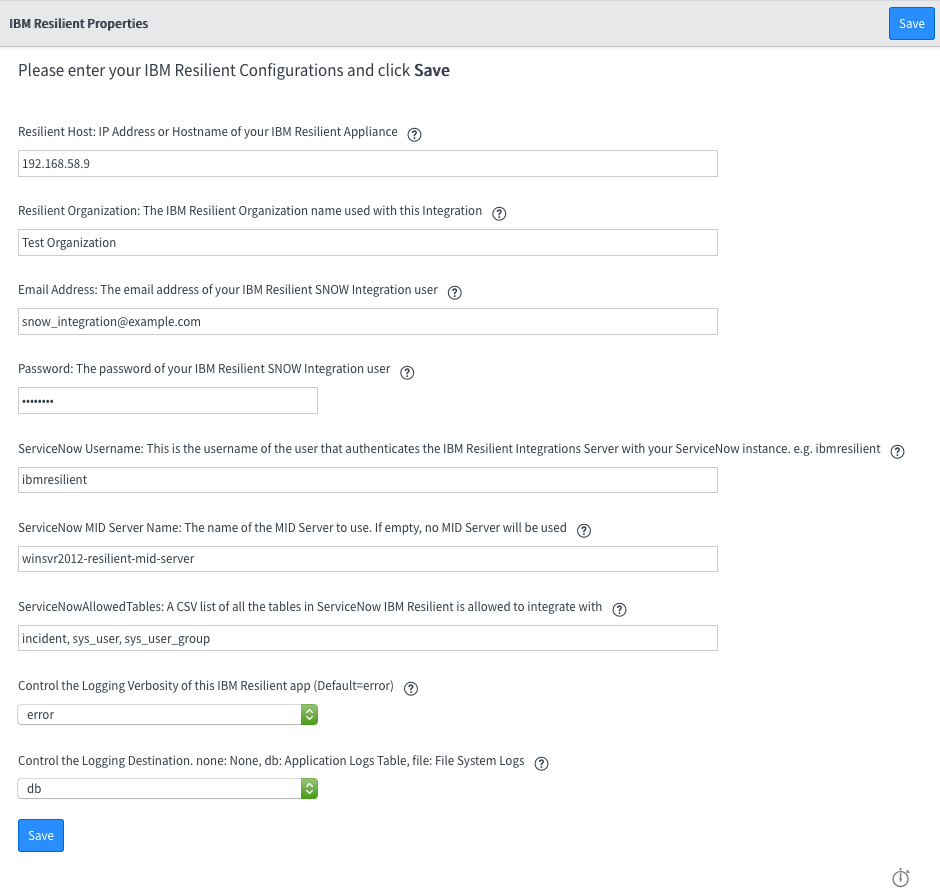 IBM Resilient Properties
Save
Please enter your IBM Resilient Configurations and click Save
Resilient Host: IP Address or Hostname of your IBM Resilient Appliance ?
192.168.58.9
Resilient Organization: The IBM Resilient Organization name used with this Integration ?
Test Organization
Email Address: The email address of your IBM Resilient SNOW Integration user ?
snow_integration@example.com
Password: The password of your IBM Resilient SNOW Integration user ?
••••••••
ServiceNow Username: This is the username of the user that authenticates the IBM Resilient Integrations Server with your ServiceNow instance. e.g. ibmresilient ?
ibmresilient
ServiceNow MID Server Name: The name of the MID Server to use. If empty, no MID Server will be used ?
winsvr2012-resilient-mid-server
ServiceNowAllowedTables: A CSV list of all the tables in ServiceNow IBM Resilient is allowed to integrate with ?
incident, sys_user, sys_user_group
Control the Logging Verbosity of this IBM Resilient app (Default=error) ?
error
Control the Logging Destination. none: None, db: Application Logs Table, file: File System Logs ?
db
Save